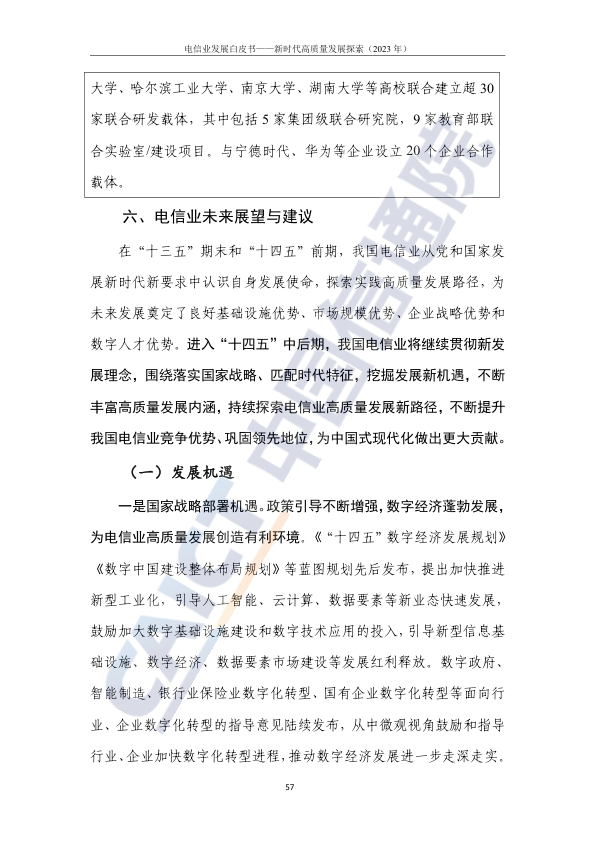 电信业发展白皮书——新时代高质量发展探索（2023 年）
大学、哈尔滨工业大学、南京大学、湖南大学等高校联合建立超 30
家联合研发载体，其中包括 5 家集团级联合研究院，9 家教育部联
合实验室/建设项目。与宁德时代、华为等企业设立 20 个企业合作
载体。
六、电信业未来展望与建议
在“十三五”期末和“十四五”前期，我国电信业从党和国家发
展新时代新要求中认识自身发展使命，探索实践高质量发展路径，为
未来发展奠定了良好基础设施优势、市场规模优势、企业战略优势和
数字人才优势。进入“十四五”中后期，我国电信业将继续贯彻新发
展理念，围绕落实国家战略、匹配时代特征，挖掘发展新机遇，不断
丰富高质量发展内涵，持续探索电信业高质量发展新路径，不断提升
我国电信业竞争优势、巩固领先地位，为中国式现代化做出更大贡献。
（一）发展机遇
一是国家战略部署机遇。政策引导不断增强，数字经济蓬勃发展，
为电信业高质量发展创造有利环境。《“十四五”数字经济发展规划》
《数字中国建设整体布局规划》等蓝图规划先后发布，提出加快推进
新型工业化，引导人工智能、云计算、数据要素等新业态快速发展，
鼓励加大数字基础设施建设和数字技术应用的投入，引导新型信息基
础设施、数字经济、数据要素市场建设等发展红利释放。数字政府、
智能制造、银行业保险业数字化转型、国有企业数字化转型等面向行
业、企业数字化转型的指导意见陆续发布，从中微观视角鼓励和指导
行业、企业加快数字化转型进程，推动数字经济发展进一步走深走实。
57
CAICT 中国信通院